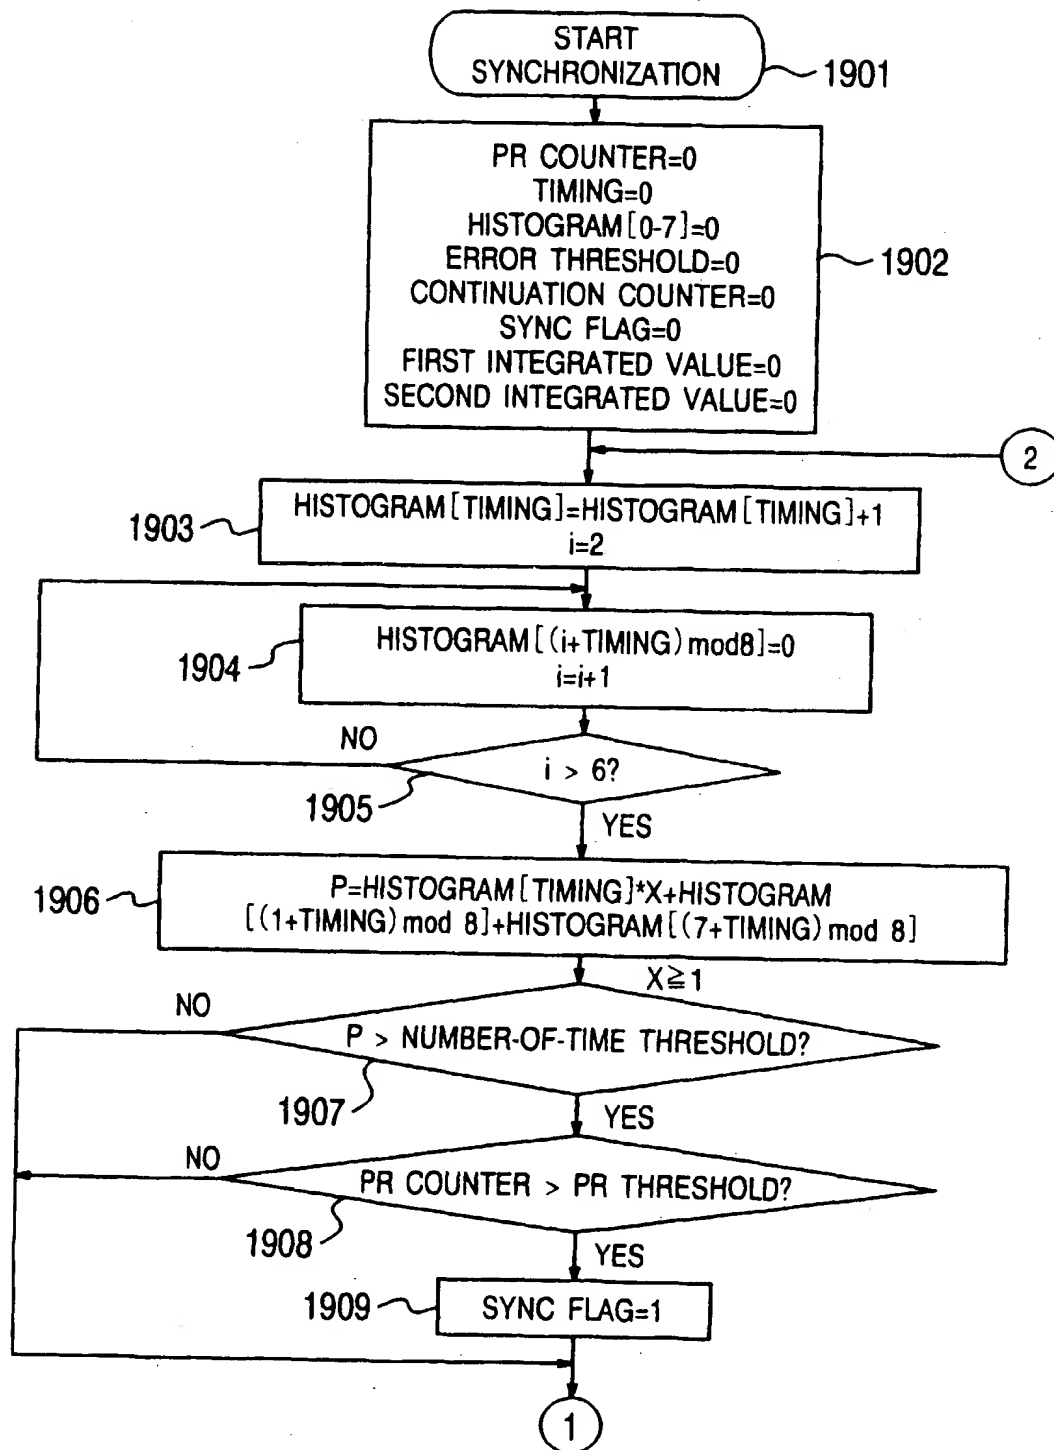 START
SYNCHRONIZATION
1901
PR COUNTER=0
TIMING=0
HISTOGRAM[0-7]=0
ERROR THRESHOLD=0
CONTINUATION COUNTER=0
SYNC FLAG=0
FIRST INTEGRATED VALUE=0
SECOND INTEGRATED VALUE=0
1902
2
HISTOGRAM[TIMING]=HISTOGRAM[TIMING]+1
i=2
1903
HISTOGRAM[(i+TIMING)mod8]=0
i=i+1
1904
NO
i > 6?
1905
YES
P=HISTOGRAM[TIMING]*X+HISTOGRAM
[(1+TIMING)mod 8]+HISTOGRAM[(7+TIMING)mod 8]
1906
X≧1
NO
P > NUMBER-OF-TIME THRESHOLD?
1907
YES
NO
PR COUNTER > PR THRESHOLD?
1908
YES
1909
SYNC FLAG=1
1